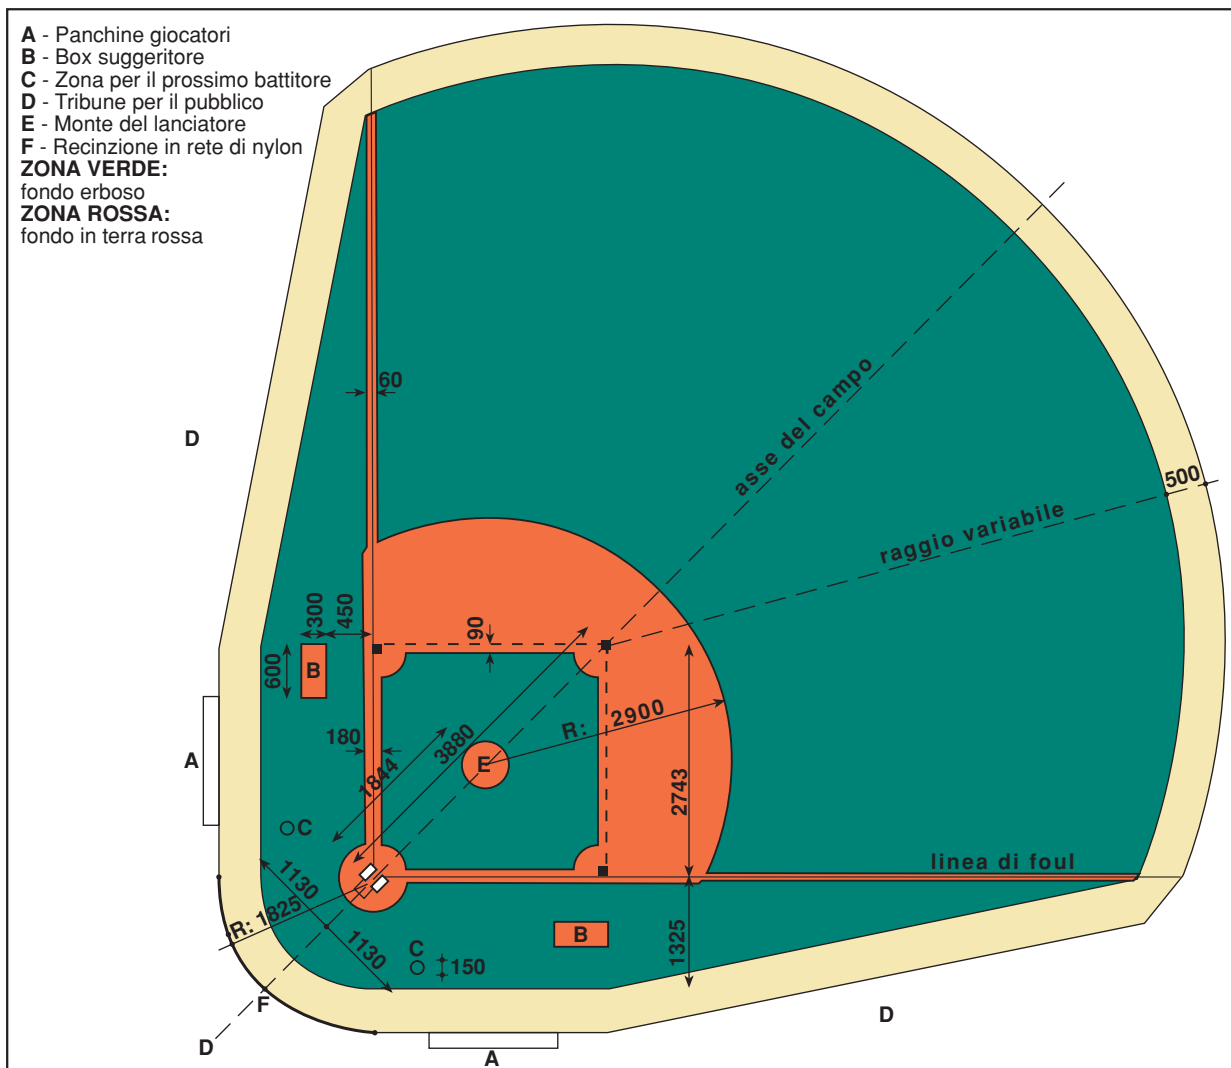 A - Panchine giocatori
B - Box suggeritore
C - Zona per il prossimo battitore
D - Tribune per il pubblico
E - Monte del lanciatore
F - Recinzione in rete di nylon
ZONA VERDE:
fondo erboso
ZONA ROSSA:
fondo in terra rossa
60
asse del campo
D
500
raggio variabile
300
450
90
600
B
R: 2900
180
3880
1844
E
A
2743
C
linea di foul
1130
R: 1825
1130
B
1325
C
150
F
D
D
A